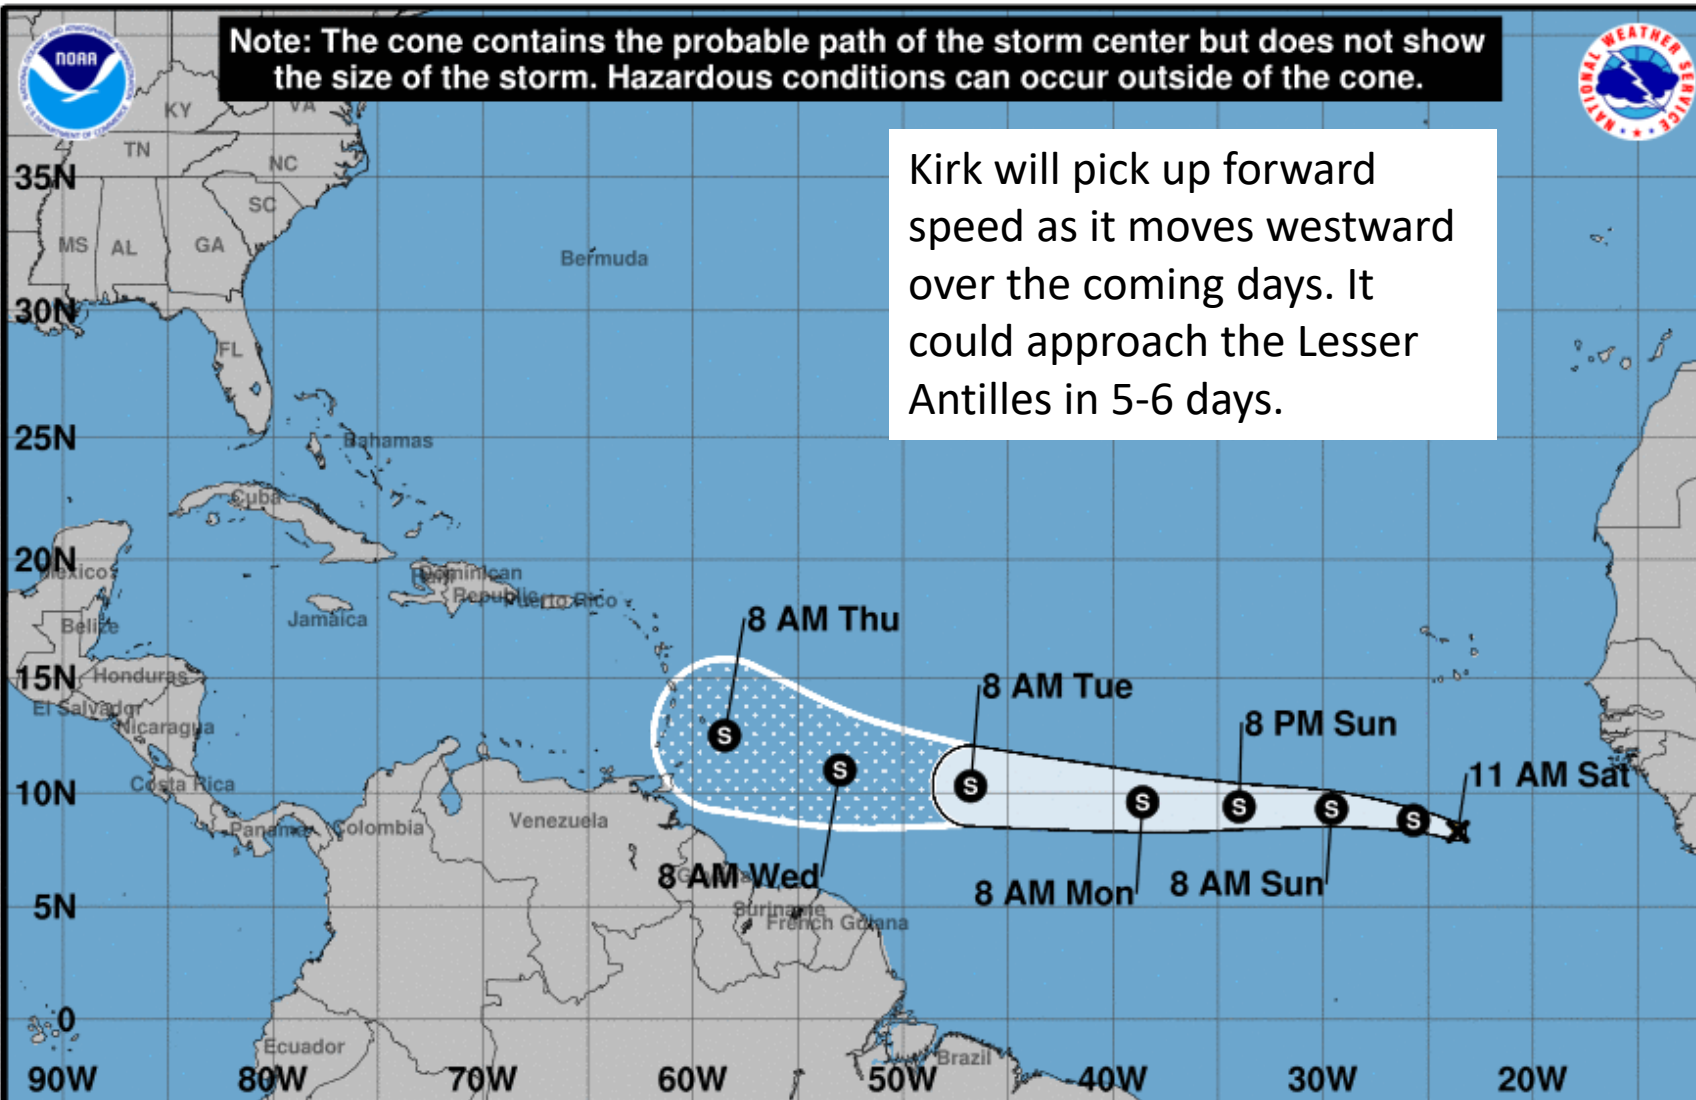 Note: The cone contains the probable path of the storm center but does not show
the size of the storm. Hazardous conditions can occur outside of the cone.
NOAA
NATIONAL WEATHER SERVICE
Kirk will pick up forward
speed as it moves westward
over the coming days. It
could approach the Lesser
Antilles in 5-6 days.
KY
VA
TN
NC
35N
SC
MS
AL
GA
Bermuda
30N
FL
25N
Bahamas
Cuba
20N
Mexico
Haiti
Dominican
Republic
Puerto Rico
Jamaica
Belize
8 AM Thu
15N
Honduras
8 AM Tue
El Salvador
Nicaragua
8 PM Sun
S
S
11 AM Sat
Costa Rica
10N
S
S
S
S
S
Panama
Colombia
Venezuela
8 AM Wed
8 AM Mon
8 AM Sun
5N
Suriname
French Guiana
0
Ecuador
Brazil
90W
80W
70W
60W
50W
40W
30W
20W